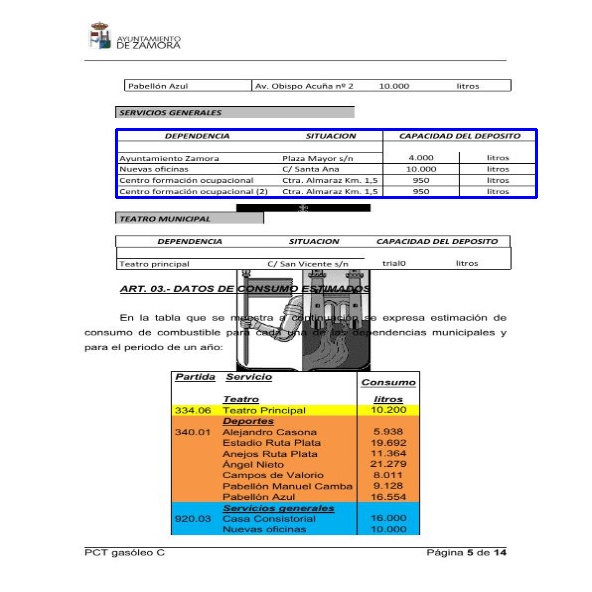 AYUNTAMIENTO
DE ZAMORA
Pabellón Azul Av. Obispo Acuña nº 2 10.000 litros
SERVICIOS GENERALES
DEPENDENCIA SITUACION CAPACIDAD DEL DEPOSITO
Ayuntamiento Zamora Plaza Mayor s/n 4.000 litros
Nuevas oficinas C/ Santa Ana 10.000 litros
Centro formación ocupacional Ctra. Almaraz Km. 1,5 950 litros
Centro formación ocupacional (2) Ctra. Almaraz Km. 1,5 950 litros
TEATRO MUNICIPAL
DEPENDENCIA SITUACION CAPACIDAD DEL DEPOSITO
Teatro principal C/ San Vicente s/n trial0 litros
ART. 03.- DATOS DE CONSUMO ESTIMADOS
En la tabla que se muestra a continuación se expresa estimación de
consumo de combustible para cada una de las dependencias municipales y
para el periodo de un año:
Partida Servicio Consumo
Teatro litros
334.06 Teatro Principal 10.200
Deportes
340.01 Alejandro Casona 5.938
Estadio Ruta Plata 19.692
Anejos Ruta Plata 11.364
Ángel Nieto 21.279
Campos de Valorio 8.011
Pabellón Manuel Camba 9.128
Pabellón Azul 16.554
Servicios generales
920.03 Casa Consistorial 16.000
Nuevas oficinas 10.000
PCT gasóleo C Página 5 de 14